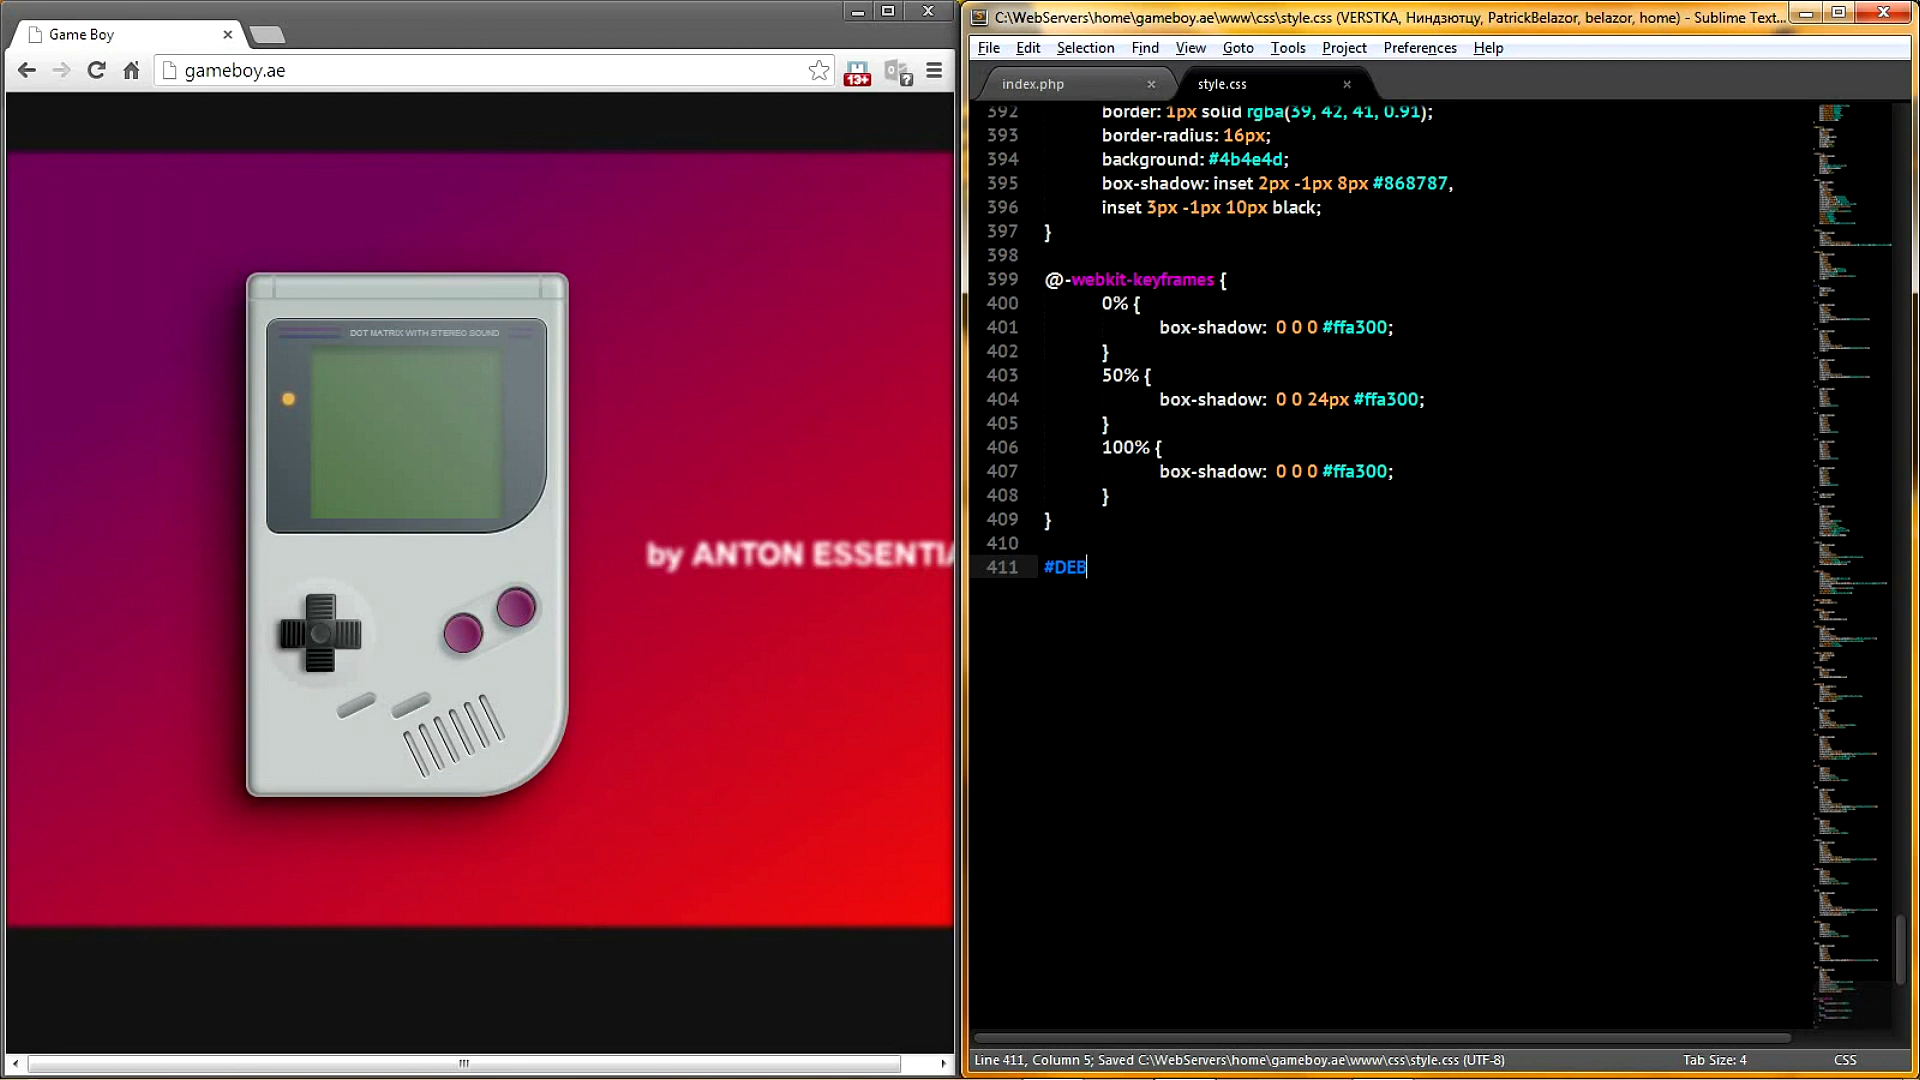 Game Boy
gameboy.ae
13+
DOT MATRIX WITH STEREO SOUND
by ANTON ESSENTIA
C:\WebServers\home\gameboy.ae\www\css\style.css (VERSTKA, Ниндзютцу, PatrickBelazor, belazor, home) - Sublime Text...
File Edit Selection Find View Goto Tools Project Preferences Help
index.php style.css
392 border: 1px solid rgba(39, 42, 41, 0.91);
393 border-radius: 16px;
394 background: #4b4e4d;
395 box-shadow: inset 2px -1px 8px #868787,
396 inset 3px -1px 10px black;
397 }
398
399 @-webkit-keyframes {
400 0% {
401 box-shadow: 0 0 0 #ffa300;
402 }
403 50% {
404 box-shadow: 0 0 24px #ffa300;
405 }
406 100% {
407 box-shadow: 0 0 0 #ffa300;
408 }
409 }
410
411 #DEB
Line 411, Column 5; Saved C:\WebServers\home\gameboy.ae\www\css\style.css (UTF-8) Tab Size: 4 CSS